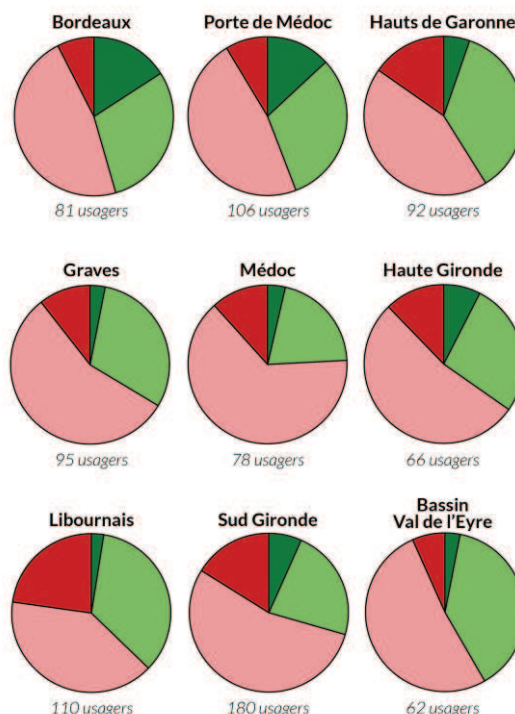 Bordeaux
Porte de Médoc
Hauts de Garonne
81 usagers
106 usagers
92 usagers
Graves
Médoc
Haute Gironde
95 usagers
78 usagers
66 usagers
Libournais
Sud Gironde
Bassin
Val de l'Eyre
110 usagers
180 usagers
62 usagers